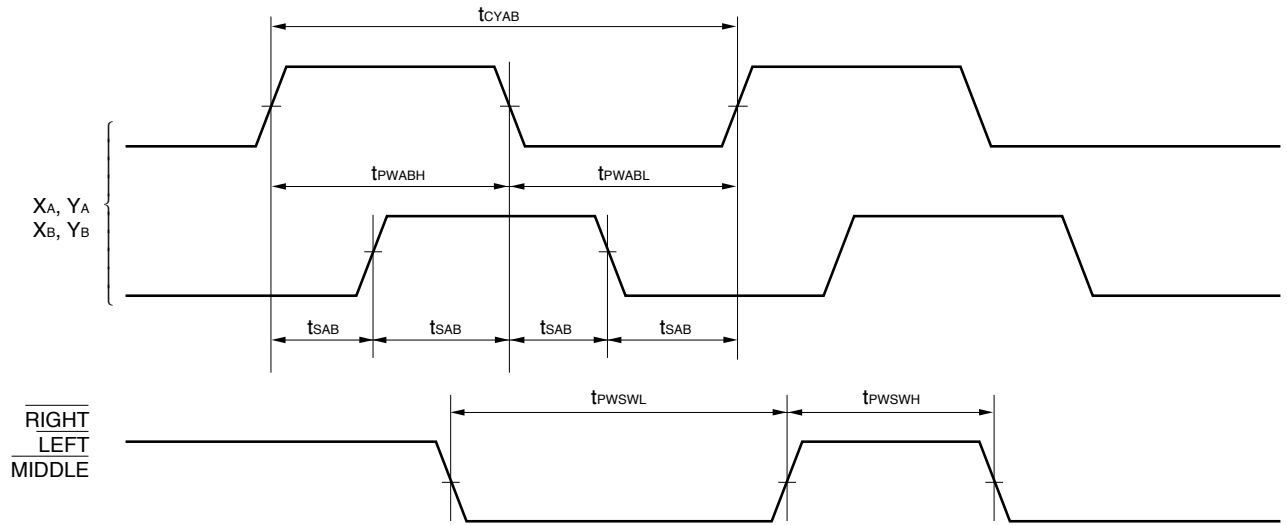 tCYAB
tPWABH tPWABL
XA, YA
XB, YB
tSAB tSAB tSAB tSAB
tPWSWL tPWSWH
RIGHT
LEFT
MIDDLE